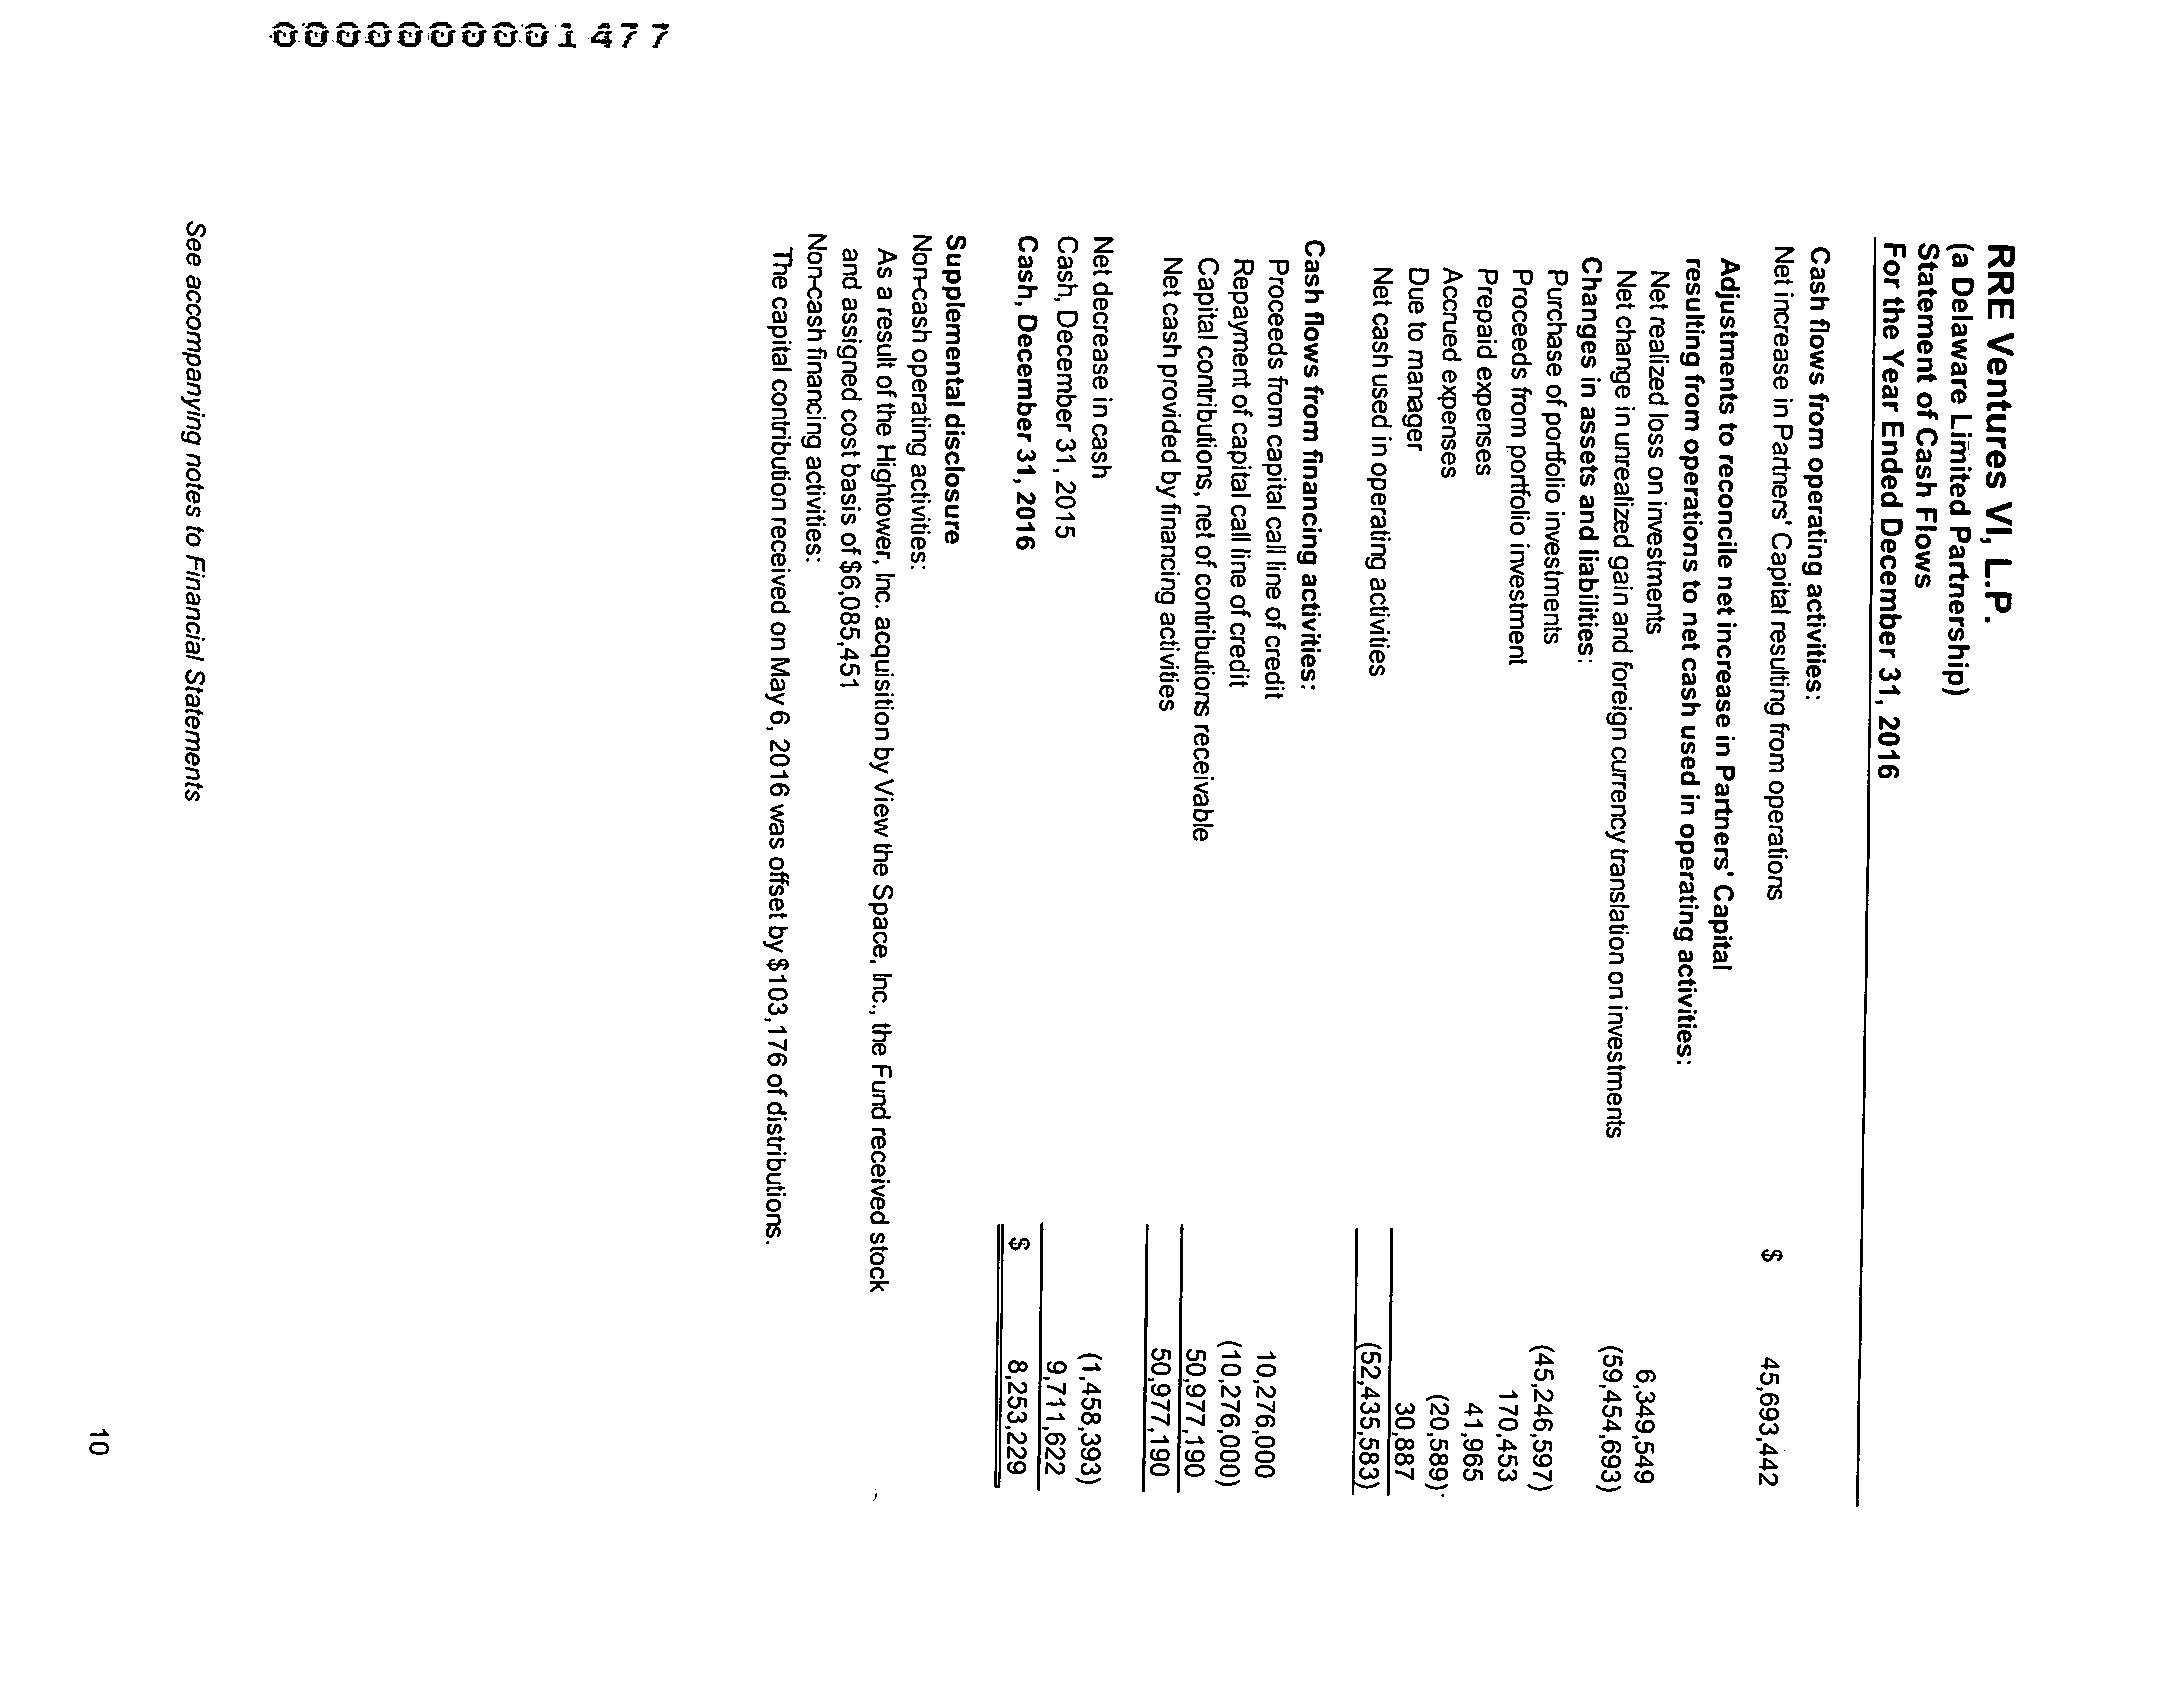 0000000001477
RRE Ventures VI, L.P.
(a Delaware Limited Partnership)
Statement of Cash Flows
For the Year Ended December 31, 2016
Cash flows from operating activities:
Net increase in Partners' Capital resulting from operations $ 45,693,442
Adjustments to reconcile net increase in Partners' Capital
resulting from operations to net cash used in operating activities:
Net realized loss on investments 6,349,549
Net change in unrealized gain and foreign currency translation on investments (59,454,693)
Changes in assets and liabilities:
Purchase of portfolio investments (45,246,597)
Proceeds from portfolio investment 170,453
Prepaid expenses 41,965
Accrued expenses (20,589)
Due to manager 30,887
Net cash used in operating activities (52,435,583)
Cash flows from financing activities:
Proceeds from capital call line of credit 10,276,000
Repayment of capital call line of credit (10,276,000)
Capital contributions, net of contributions receivable 50,977,190
Net cash provided by financing activities 50,977,190
Net decrease in cash (1,458,393)
Cash, December 31, 2015 9,711,622
Cash, December 31, 2016 $ 8,253,229
Supplemental disclosure
Non-cash operating activities:
As a result of the Hightower, Inc. acquisition by View the Space, Inc., the Fund received stock
and assigned cost basis of $6,085,451
Non-cash financing activities:
The capital contribution received on May 6, 2016 was offset by $103,176 of distributions.
See accompanying notes to Financial Statements
10